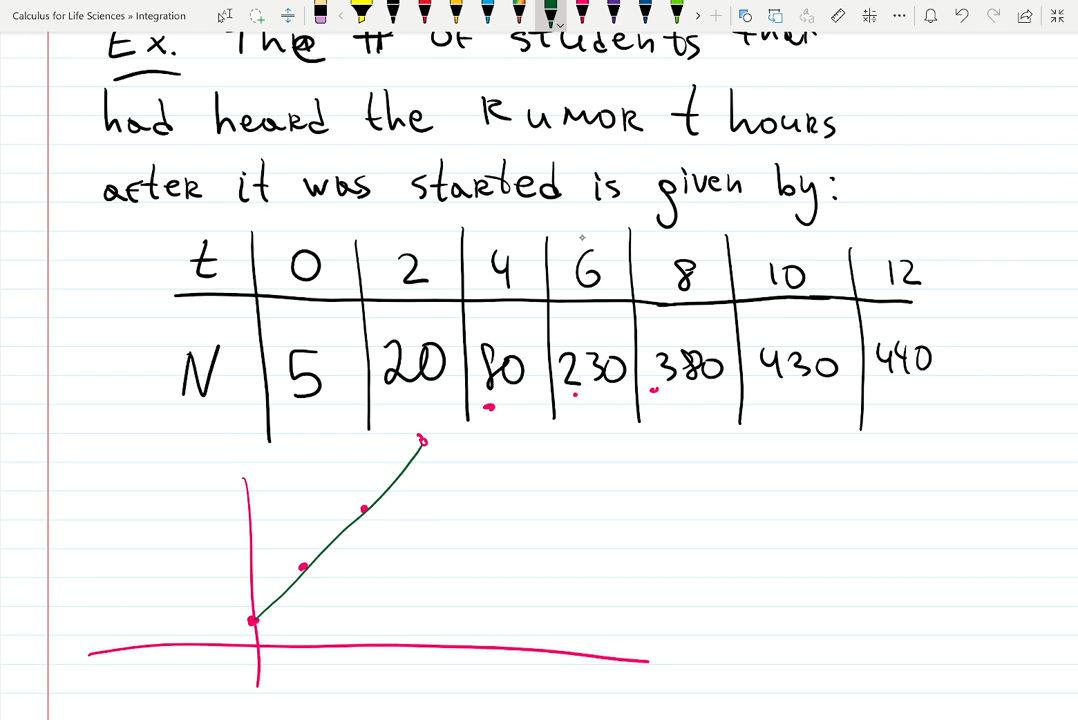 Calculus for Life Sciences » Integration
Ex. The # of students that
had heard the Rumor t hours
after it was started is given by:
t 0 2 4 6 8 10 12
N 5 20 80 230 380 430 440